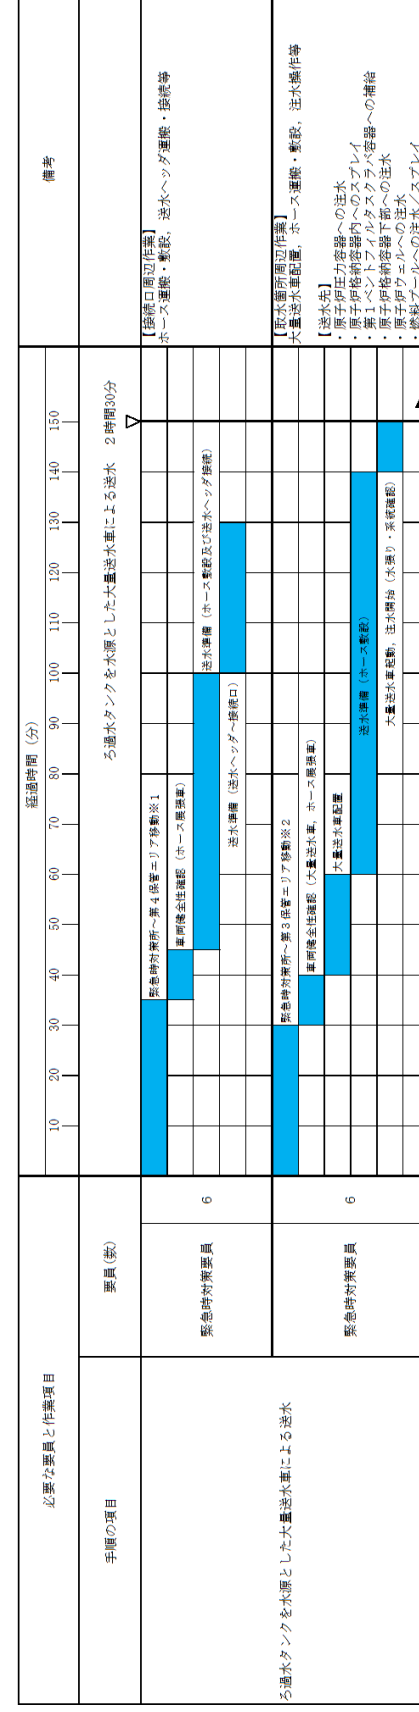 必要な要員と作業項目
経過時間（分）
備考
10 20 30 40 50 60 70 80 90 100 110 120 130 140 150
手順の項目
要員(数)
ろ過水タンクを水源とした大量送水車による送水 2時間30分
▽
ろ過水タンクを水源とした大量送水車による送水
緊急時対策要員
6
緊急時対策所～第4保管エリア移動※1
車両健全性確認（ホース展張車）
送水準備（ホース敷設及び送水ヘッダ接続）
送水準備（送水ヘッダ～接続口）
【接続口周辺作業】
ホース運搬・敷設，送水ヘッダ運搬・接続等
緊急時対策要員
6
緊急時対策所～第3保管エリア移動※2
車両健全性確認（大量送水車，ホース展張車）
大量送水車配置
送水準備（ホース敷設）
大量送水車起動，注水開始（水張り・系統確認）
【取水箇所周辺作業】
大量送水車配置，ホース運搬・敷設，注水操作等
【送水先】
・原子炉圧力容器への注水
・原子炉格納容器内へのスプレイ
・第1ベントフィルタスクラバ容器への補給
・原子炉格納容器下部への注水
・原子炉ウェルへの注水
・燃料プールへの注水／スプレイ